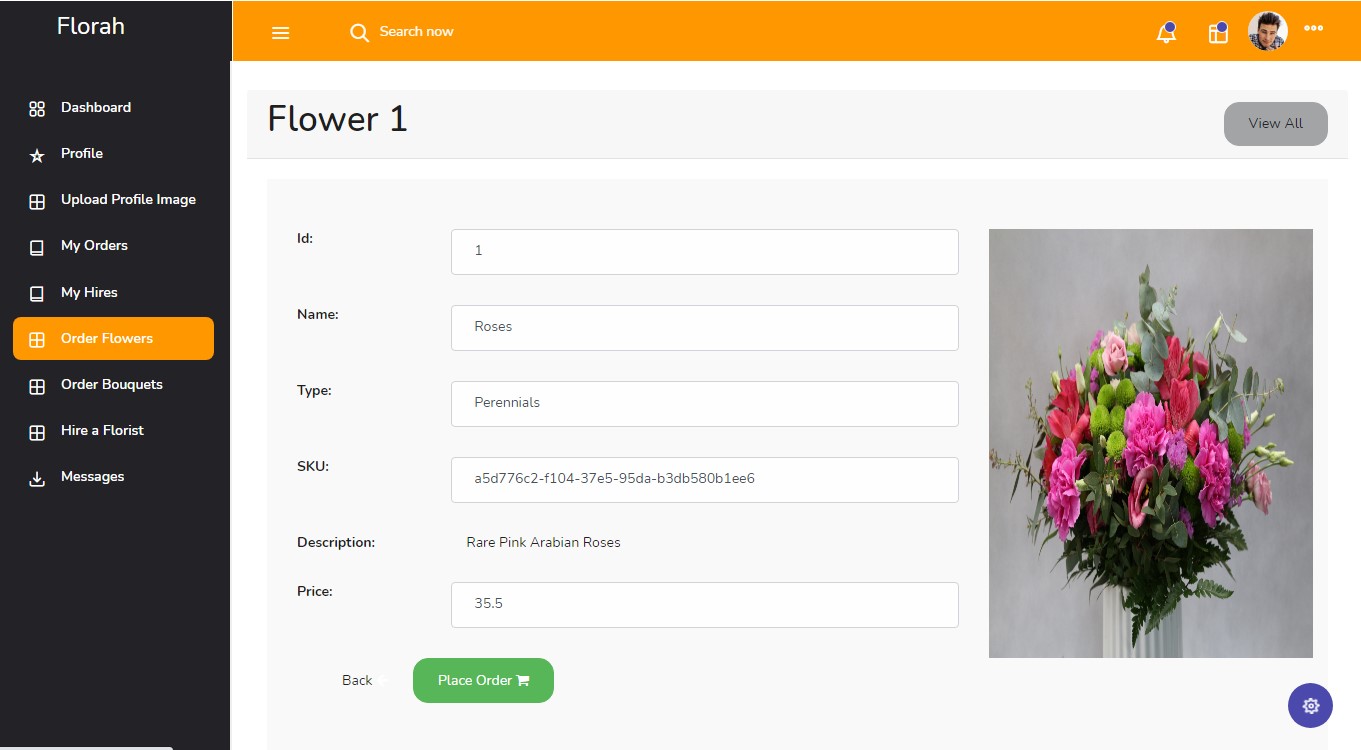 Florah
Search now
Dashboard
Profile
Upload Profile Image
My Orders
My Hires
Order Flowers
Order Bouquets
Hire a Florist
Messages
Flower 1
View All
Id:
1
Name:
Roses
Type:
Perennials
SKU:
a5d776c2-f104-37e5-95da-b3db580b1ee6
Description:
Rare Pink Arabian Roses
Price:
35.5
Back
Place Order